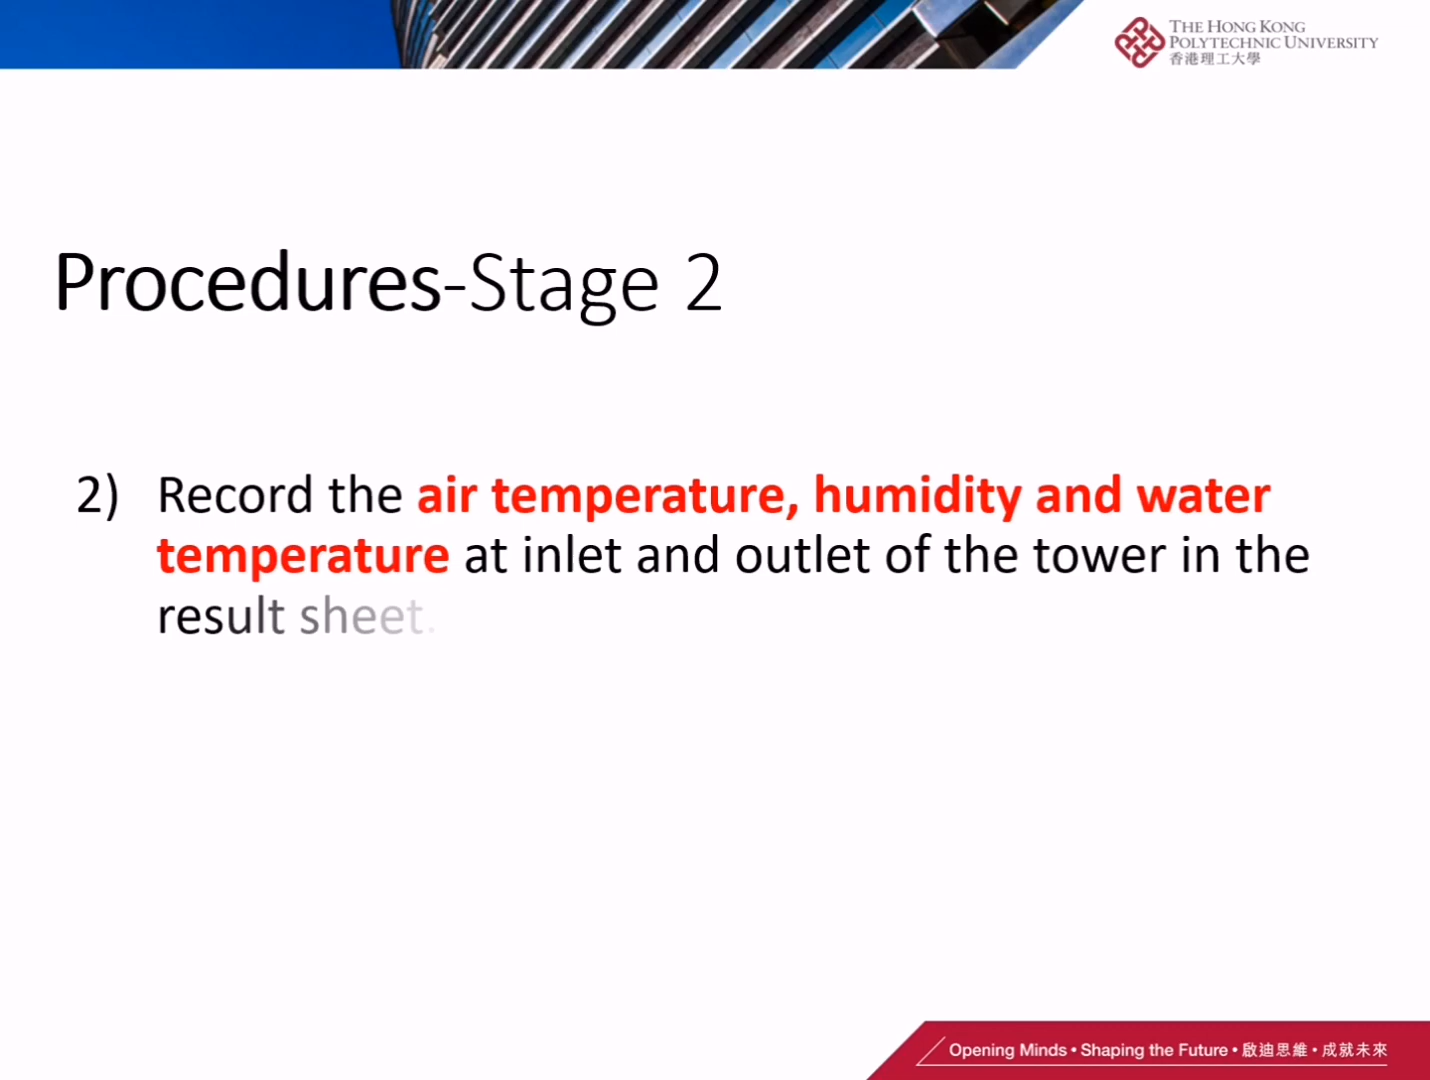 THE HONG KONG
POLYTECHNIC UNIVERSITY
香港理工大學
Procedures-Stage 2
2) Record the air temperature, humidity and water
temperature at inlet and outlet of the tower in the
result sheet.
Opening Minds • Shaping the Future • 啟迪思維 • 成就未來